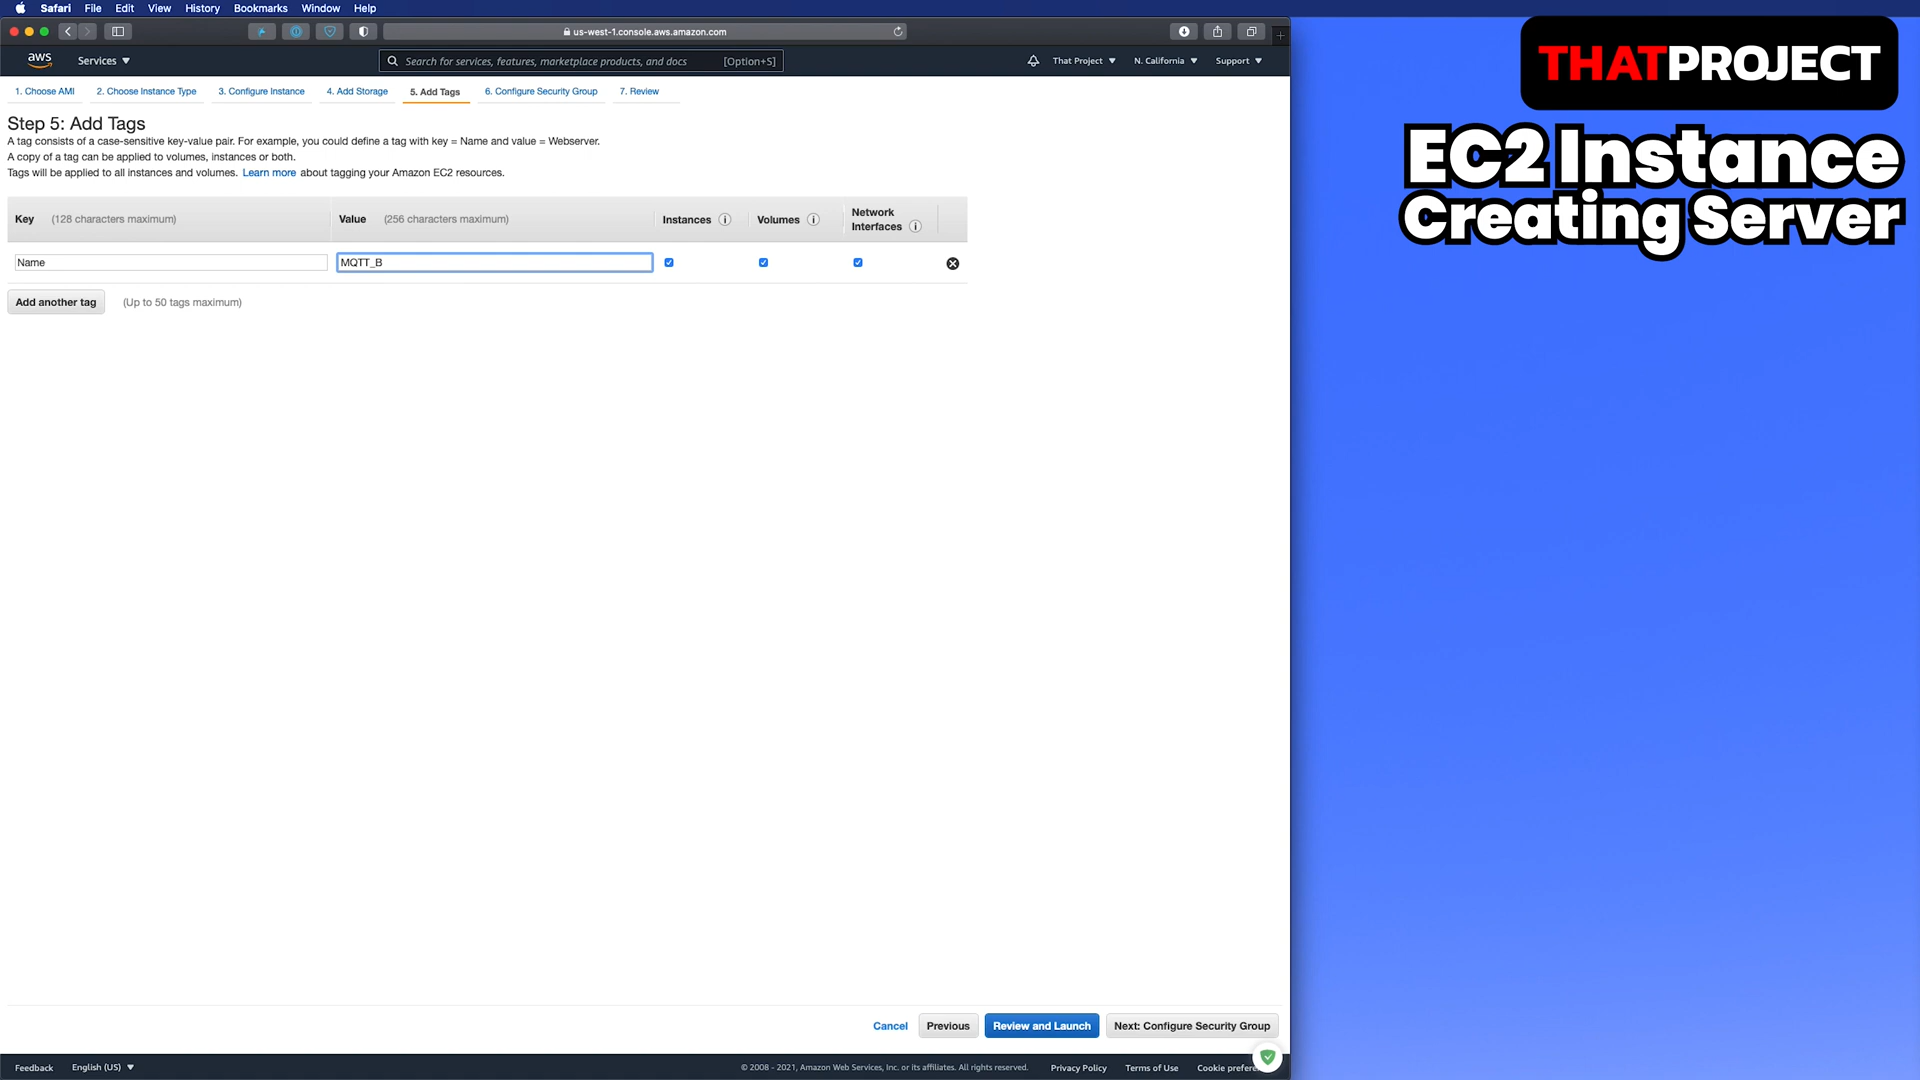 Safari File Edit View History Bookmarks Window Help
us-west-1.console.aws.amazon.com
aws Services Search for services, features, marketplace products, and docs [Option+S] That Project N. California Support
1. Choose AMI 2. Choose Instance Type 3. Configure Instance 4. Add Storage 5. Add Tags 6. Configure Security Group 7. Review
Step 5: Add Tags
A tag consists of a case-sensitive key-value pair. For example, you could define a tag with key = Name and value = Webserver.
A copy of a tag can be applied to volumes, instances or both.
Tags will be applied to all instances and volumes. Learn more about tagging your Amazon EC2 resources.
Key (128 characters maximum) Value (256 characters maximum) Instances Volumes Network Interfaces
Name MQTT_B
Add another tag (Up to 50 tags maximum)
Cancel Previous Review and Launch Next: Configure Security Group
Feedback English (US) © 2008 - 2021, Amazon Web Services, Inc. or its affiliates. All rights reserved. Privacy Policy Terms of Use Cookie
THATPROJECT
EC2 Instance
Creating Server